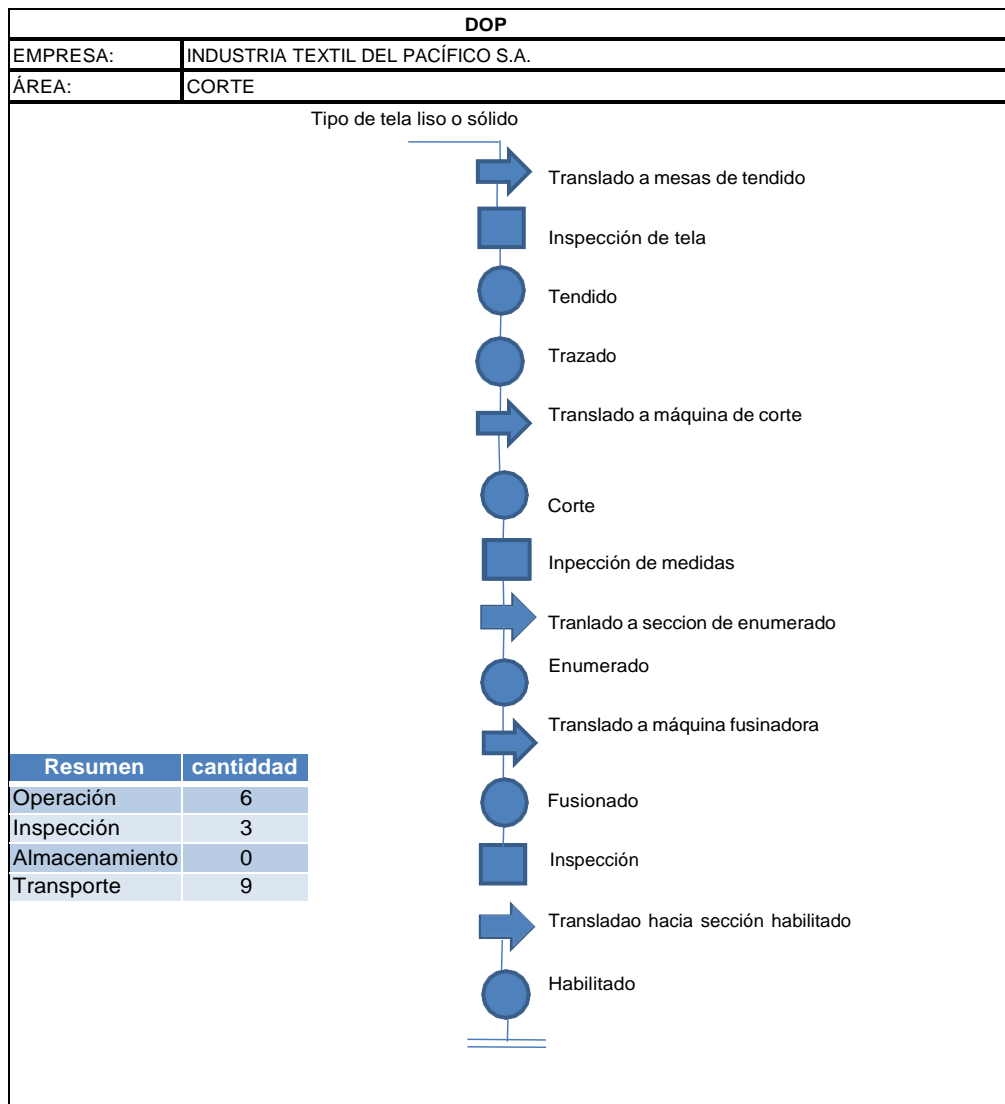 DOP
EMPRESA: INDUSTRIA TEXTIL DEL PACÍFICO S.A.
ÁREA: CORTE
Tipo de tela liso o sólido
Translado a mesas de tendido
Inspección de tela
Tendido
Trazado
Translado a máquina de corte
Corte
Inpección de medidas
Tranlado a seccion de enumerado
Enumerado
Translado a máquina fusinadora
Fusionado
Inspección
Transladao hacia sección habilitado
Habilitado
Resumen cantiddad
Operación 6
Inspección 3
Almacenamiento 0
Transporte 9